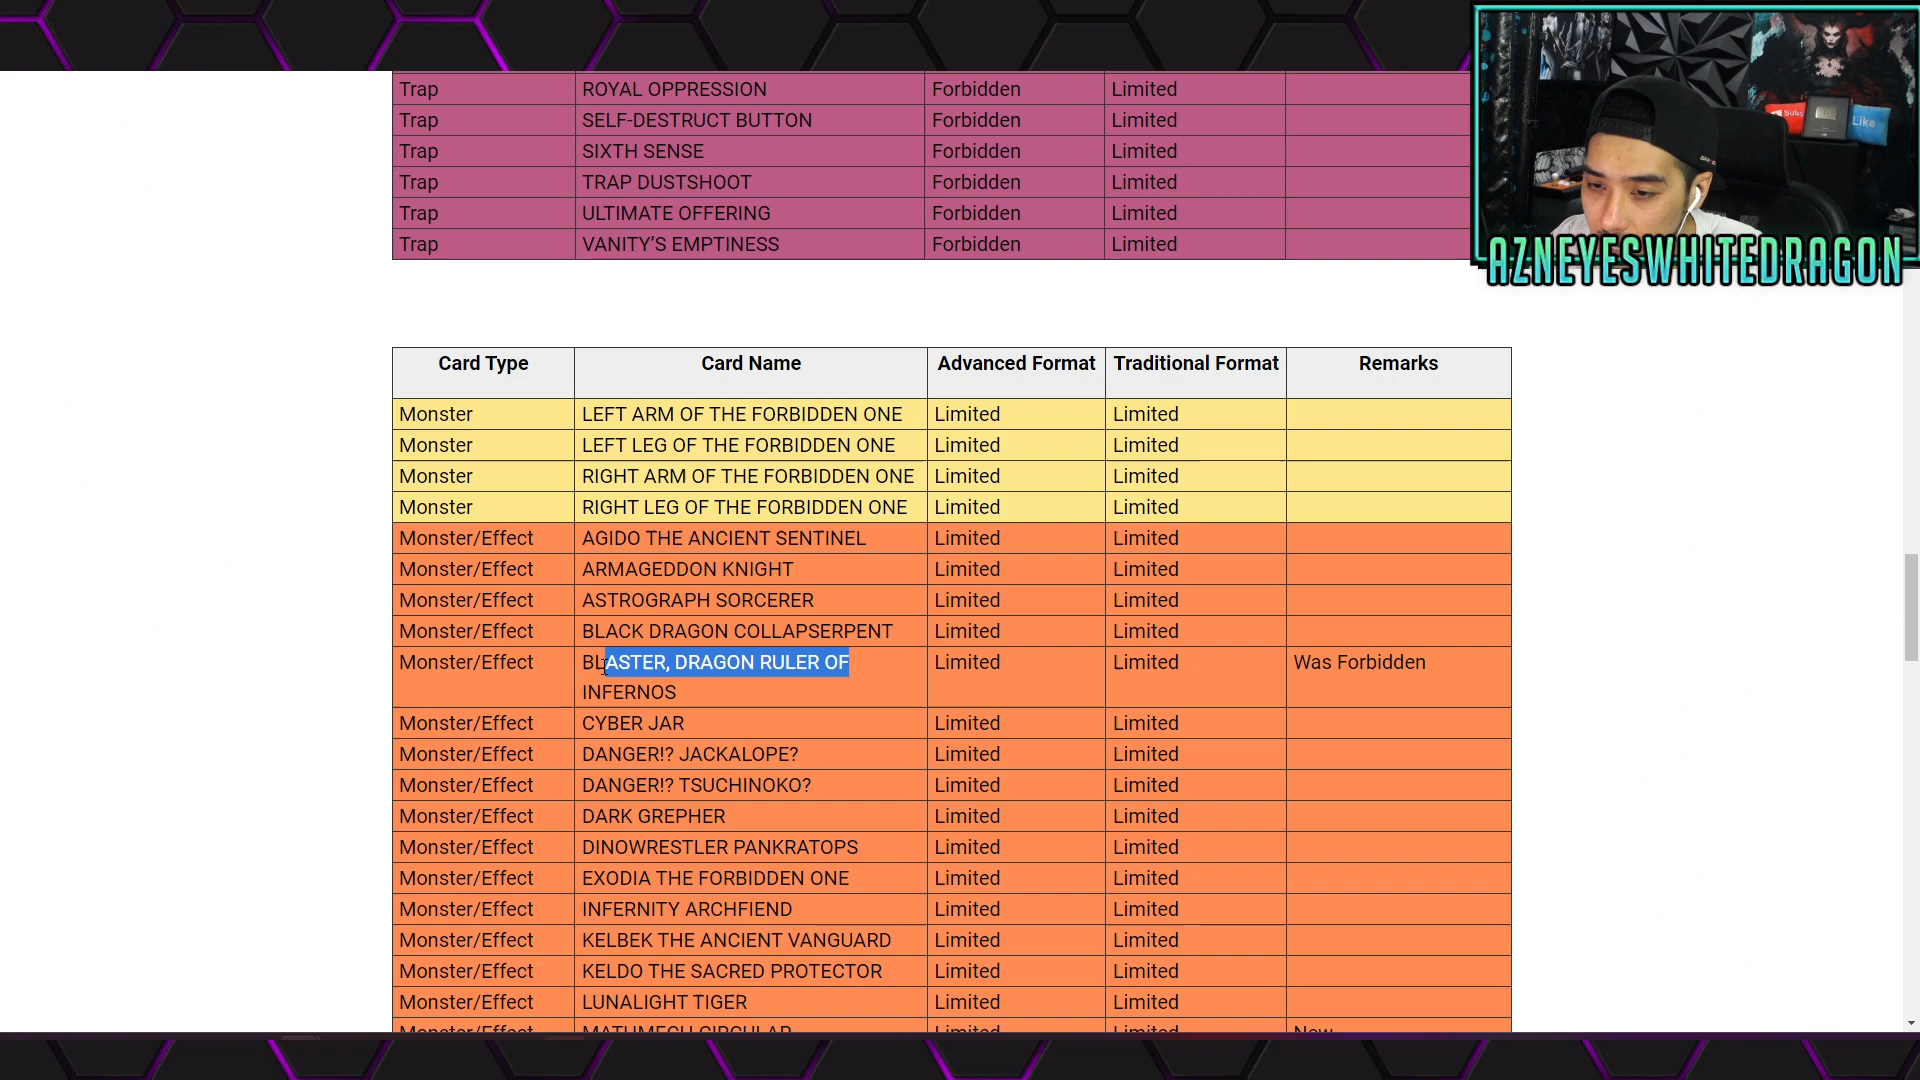 Trap ROYAL OPPRESSION Forbidden Limited
Trap SELF-DESTRUCT BUTTON Forbidden Limited
Trap SIXTH SENSE Forbidden Limited
Trap TRAP DUSTSHOOT Forbidden Limited
Trap ULTIMATE OFFERING Forbidden Limited
Trap VANITY’S EMPTINESS Forbidden Limited
Subs
Like
AZNEYESWHITEDRAGON
Card Type Card Name Advanced Format Traditional Format Remarks
Monster LEFT ARM OF THE FORBIDDEN ONE Limited Limited
Monster LEFT LEG OF THE FORBIDDEN ONE Limited Limited
Monster RIGHT ARM OF THE FORBIDDEN ONE Limited Limited
Monster RIGHT LEG OF THE FORBIDDEN ONE Limited Limited
Monster/Effect AGIDO THE ANCIENT SENTINEL Limited Limited
Monster/Effect ARMAGEDDON KNIGHT Limited Limited
Monster/Effect ASTROGRAPH SORCERER Limited Limited
Monster/Effect BLACK DRAGON COLLAPSERPENT Limited Limited
Monster/Effect BLASTER, DRAGON RULER OF Limited Limited Was Forbidden
INFERNOS
Monster/Effect CYBER JAR Limited Limited
Monster/Effect DANGER!? JACKALOPE? Limited Limited
Monster/Effect DANGER!? TSUCHINOKO? Limited Limited
Monster/Effect DARK GREPHER Limited Limited
Monster/Effect DINOWRESTLER PANKRATOPS Limited Limited
Monster/Effect EXODIA THE FORBIDDEN ONE Limited Limited
Monster/Effect INFERNITY ARCHFIEND Limited Limited
Monster/Effect KELBEK THE ANCIENT VANGUARD Limited Limited
Monster/Effect KELDO THE SACRED PROTECTOR Limited Limited
Monster/Effect LUNALIGHT TIGER Limited Limited
Monster/Effect MATHMECH CIRCULAR Limited Limited New